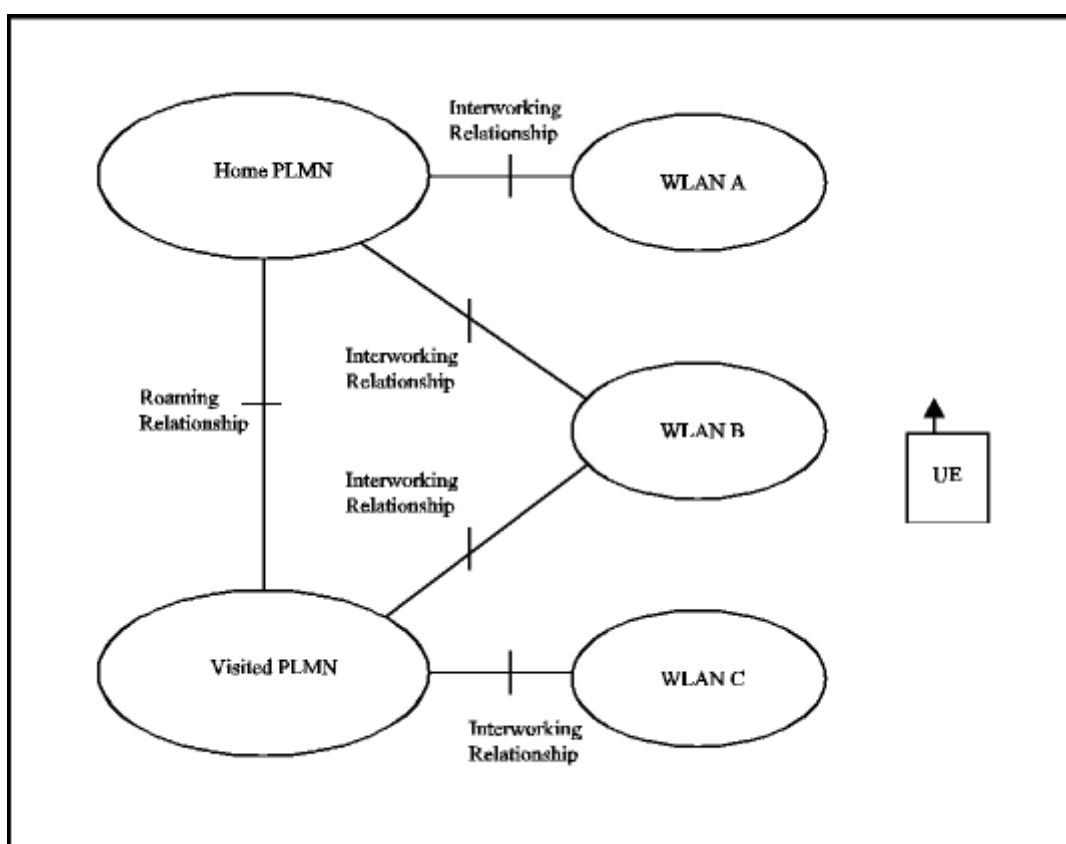 Interworking
Relationship
Home PLMN
WLAN A
Interworking
Relationship
Roaming
Relationship
WLAN B
UE
Interworking
Relationship
Visited PLMN
WLAN C
Interworking
Relationship